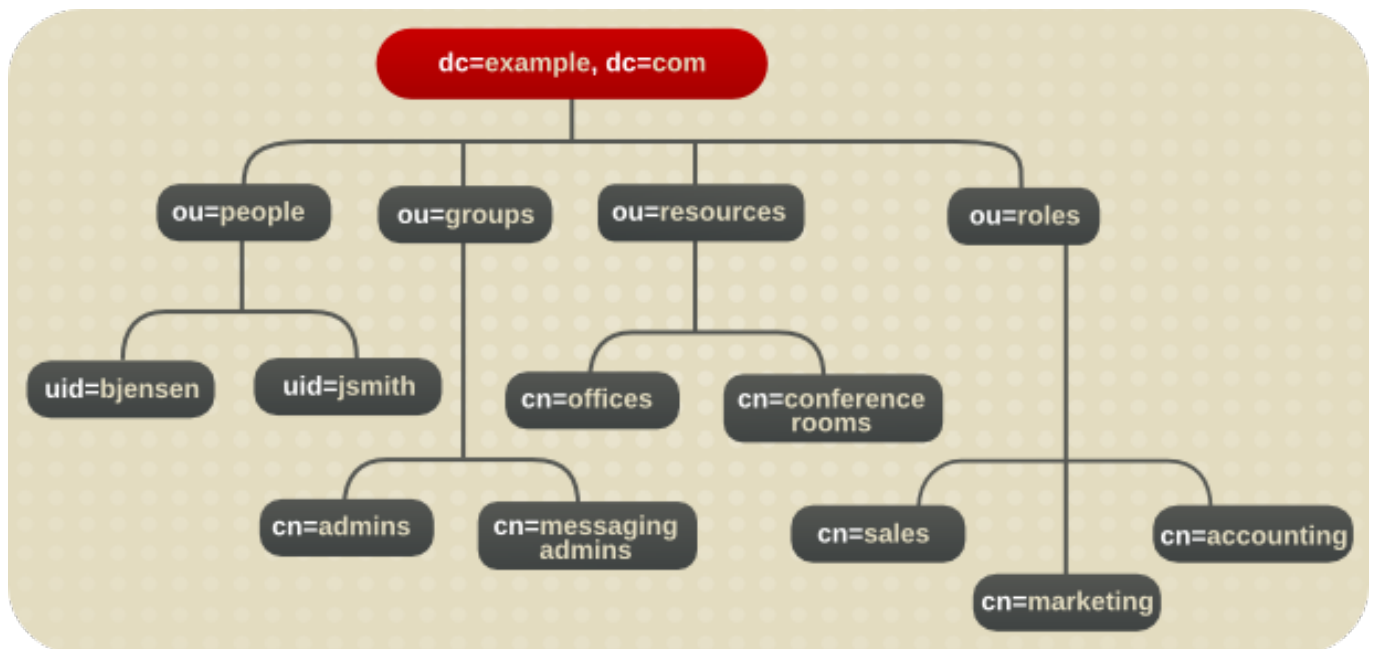 dc=example, dc=com
ou=people
ou=groups
ou=resources
ou=roles
uid=bjensen
uid=jsmith
cn=offices
cn=conference
rooms
cn=admins
cn=messaging
admins
cn=sales
cn=accounting
cn=marketing